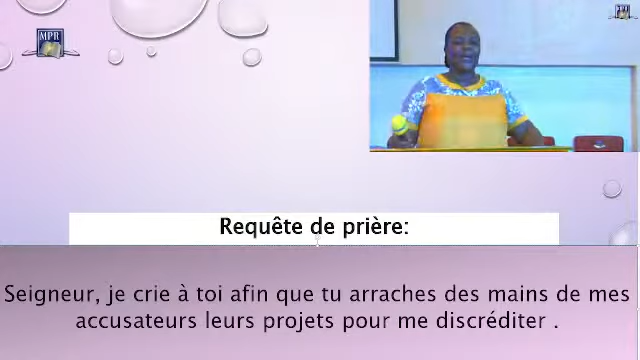 MPR
Requête de prière:
Seigneur, je crie à toi afin que tu arraches des mains de mes
accusateurs leurs projets pour me discréditer .